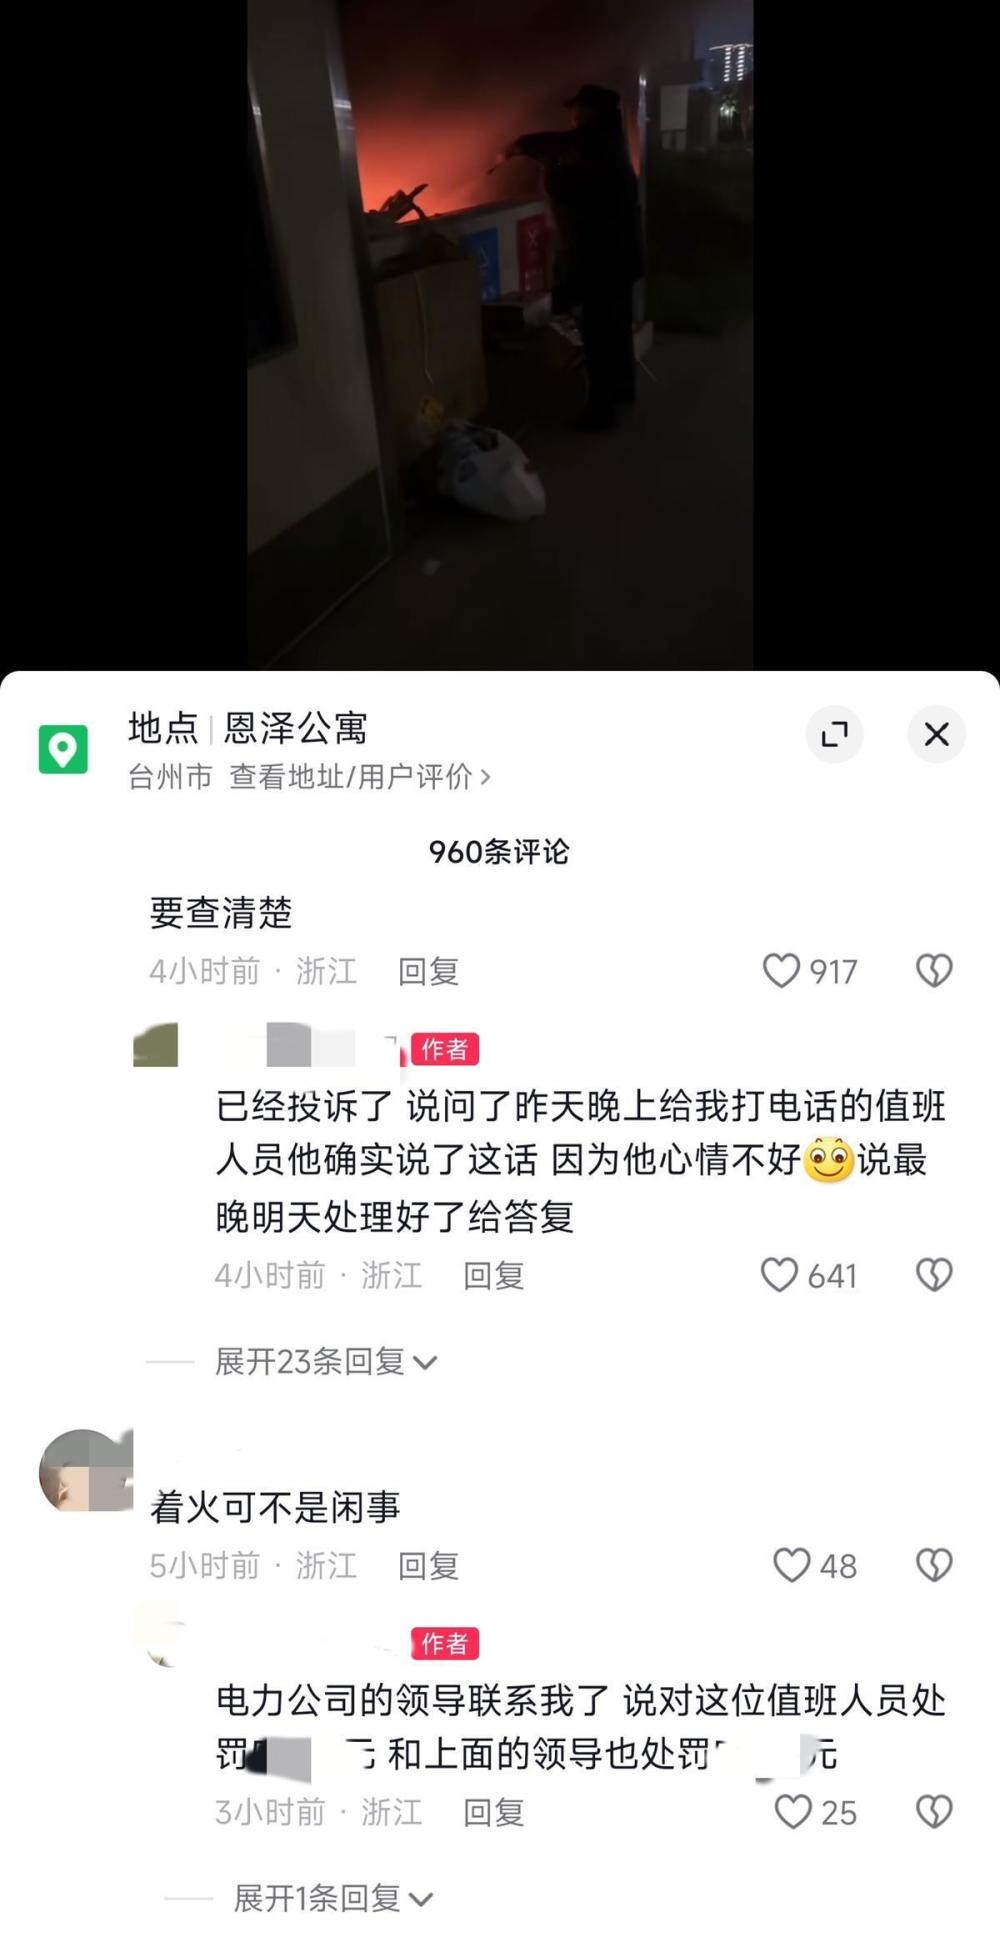 地点 | 恩泽公寓
台州市 查看地址/用户评价 >
960条评论
要查清楚
4小时前 · 浙江 回复 917
作者
已经投诉了 说问了昨天晚上给我打电话的值班
人员他确实说了这话 因为他心情不好说最
晚明天处理好了给答复
4小时前 · 浙江 回复 641
展开23条回复
着火可不是闲事
5小时前 · 浙江 回复 48
作者
电力公司的领导联系我了 说对这位值班人员处
罚 元 和上面的领导也处罚 元
3小时前 · 浙江 回复 25
展开1条回复